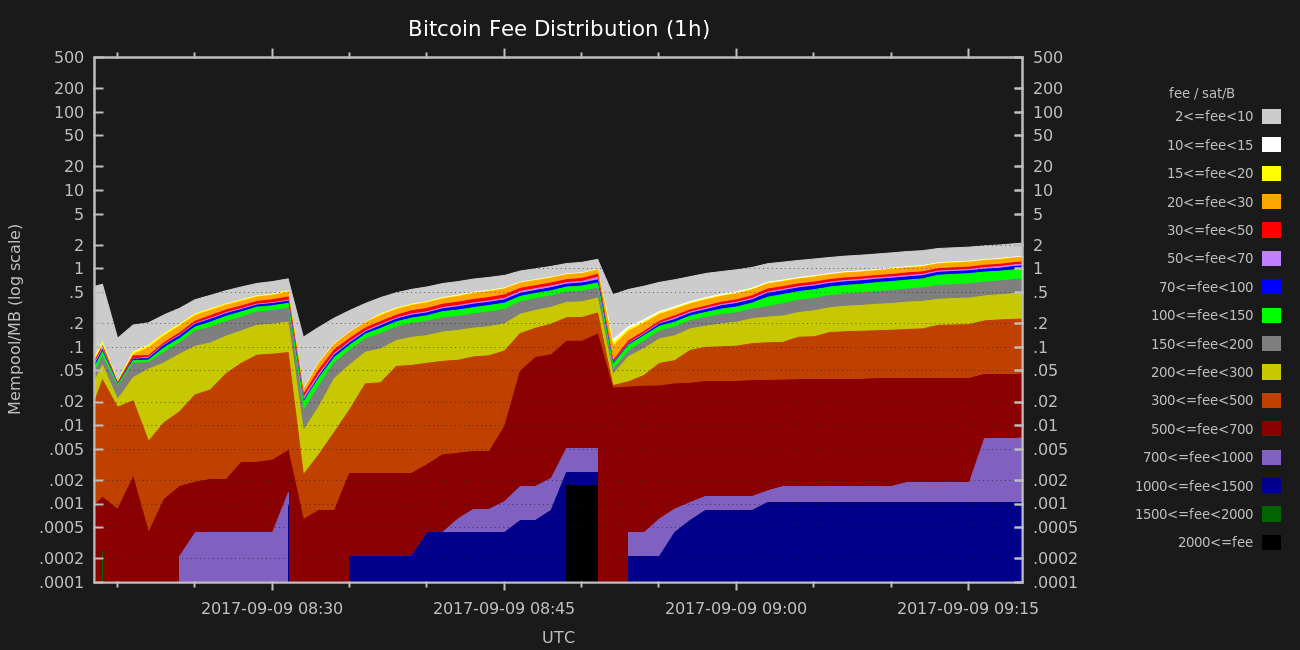 Bitcoin Fee Distribution (1h)
500
200
100
50
20
10
5
2
1
.5
.2
.1
.05
.02
.01
.005
.002
.001
.0005
.0002
.0001
Mempool/MB (log scale)
500
200
100
50
20
10
5
2
1
.5
.2
.1
.05
.02
.01
.005
.002
.001
.0005
.0002
.0001
2017-09-09 08:30
2017-09-09 08:45
2017-09-09 09:00
2017-09-09 09:15
UTC
fee / sat/B
2<=fee<10
10<=fee<15
15<=fee<20
20<=fee<30
30<=fee<50
50<=fee<70
70<=fee<100
100<=fee<150
150<=fee<200
200<=fee<300
300<=fee<500
500<=fee<700
700<=fee<1000
1000<=fee<1500
1500<=fee<2000
2000<=fee